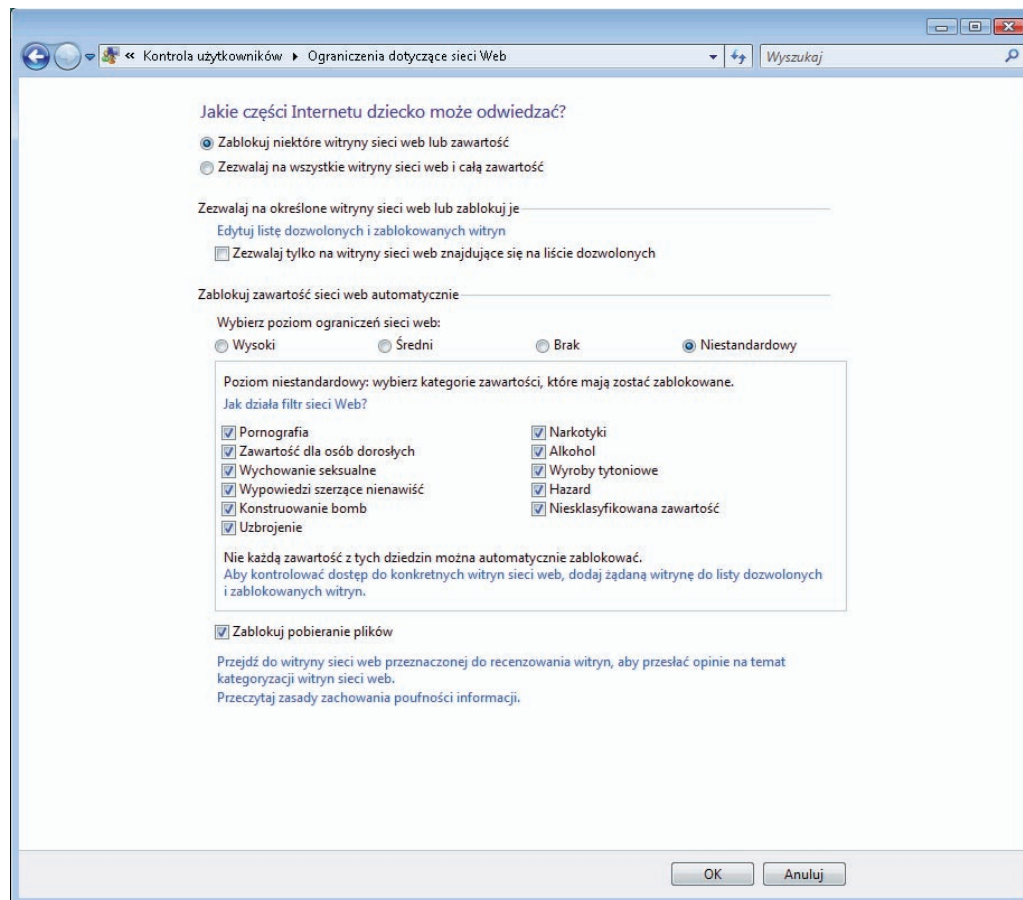 « Kontrola użytkowników ▸ Ograniczenia dotyczące sieci Web
Wyszukaj
Jakie części Internetu dziecko może odwiedzać?
Zablokuj niektóre witryny sieci web lub zawartość
Zezwalaj na wszystkie witryny sieci web i całą zawartość
Zezwalaj na określone witryny sieci web lub zablokuj je
Edytuj listę dozwolonych i zablokowanych witryn
Zezwalaj tylko na witryny sieci web znajdujące się na liście dozwolonych
Zablokuj zawartość sieci web automatycznie
Wybierz poziom ograniczeń sieci web:
Wysoki Średni Brak Niestandardowy
Poziom niestandardowy: wybierz kategorie zawartości, które mają zostać zablokowane.
Jak działa filtr sieci Web?
Pornografia Narkotyki
Zawartość dla osób dorosłych Alkohol
Wychowanie seksualne Wyroby tytoniowe
Wypowiedzi szerzące nienawiść Hazard
Konstruowanie bomb Niesklasyfikowana zawartość
Uzbrojenie
Nie każdą zawartość z tych dziedzin można automatycznie zablokować.
Aby kontrolować dostęp do konkretnych witryn sieci web, dodaj żądaną witrynę do listy dozwolonych
i zablokowanych witryn.
Zablokuj pobieranie plików
Przejdź do witryny sieci web przeznaczonej do recenzowania witryn, aby przesłać opinie na temat
kategoryzacji witryn sieci web.
Przeczytaj zasady zachowania poufności informacji.
OK Anuluj